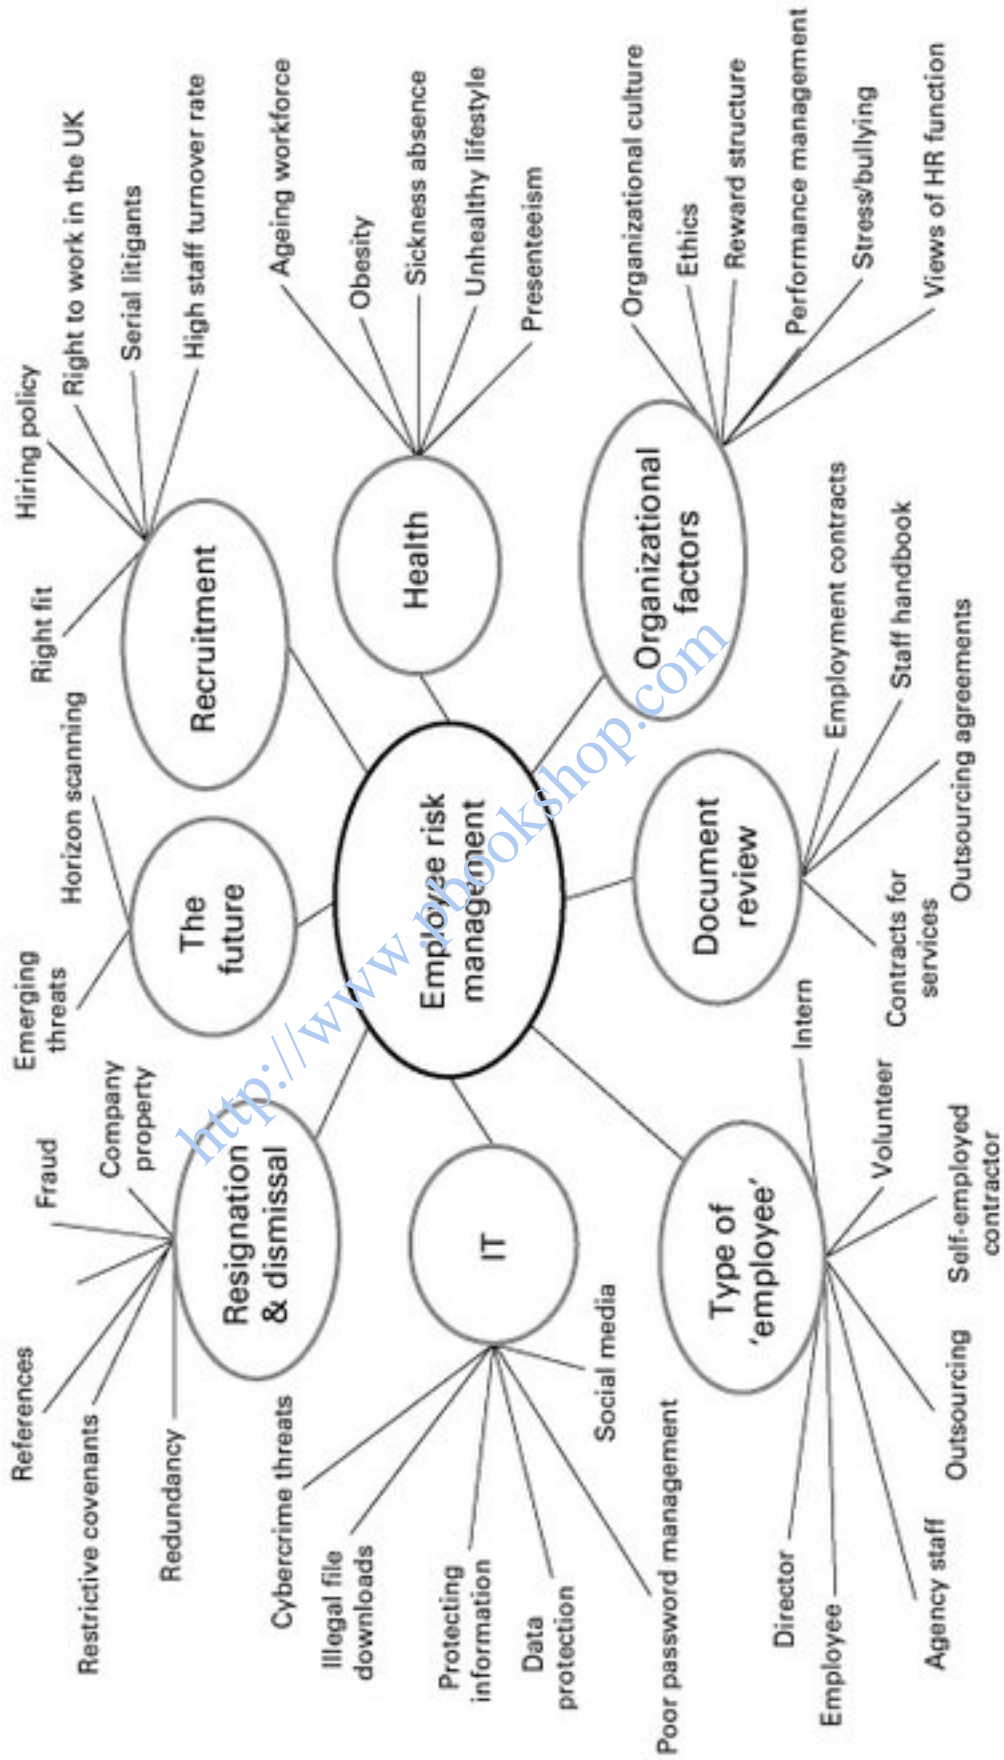 References
Restrictive covenants
Redundancy
Fraud
Company
property
Resignation
& dismissal
Emerging
threats
Horizon scanning
The
future
Right fit
Hiring policy
Right to work in the UK
Serial litigants
High staff turnover rate
Recruitment
Cybercrime threats
Illegal file
downloads
Protecting
information
Data
protection
Poor password management
Social media
IT
Employee risk
management
Health
Ageing workforce
Obesity
Sickness absence
Unhealthy lifestyle
Presenteeism
Director
Employee
Agency staff
Outsourcing
Self-employed
contractor
Volunteer
Intern
Type of
‘employee’
Document
review
Contracts for
services
Outsourcing agreements
Staff handbook
Employment contracts
Organizational
factors
Organizational culture
Ethics
Reward structure
Performance management
Stress/bullying
Views of HR function
http://www.pbookshop.com